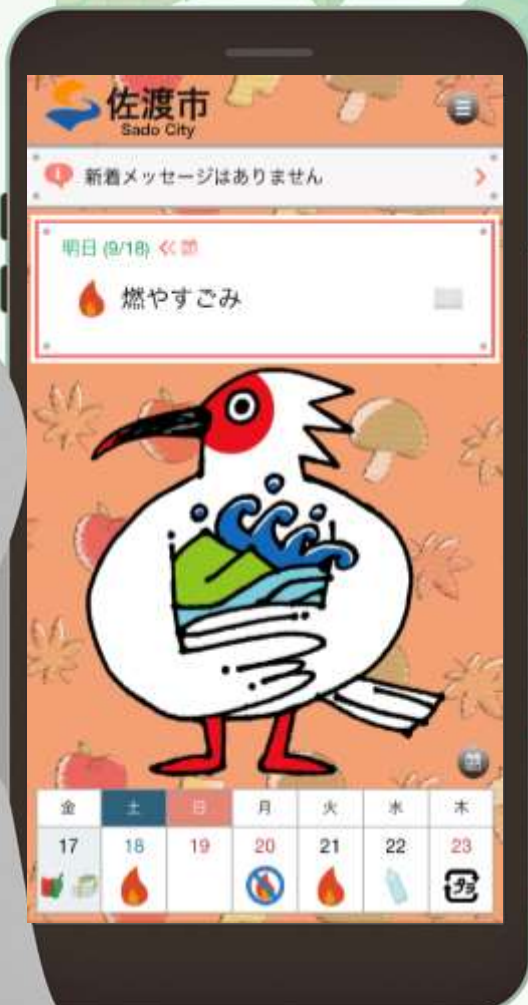 佐渡市
Sado City
新着メッセージはありません
明日 (9/18)
燃やすごみ
金 土 日 月 火 水 木
17 18 19 20 21 22 23
プラ